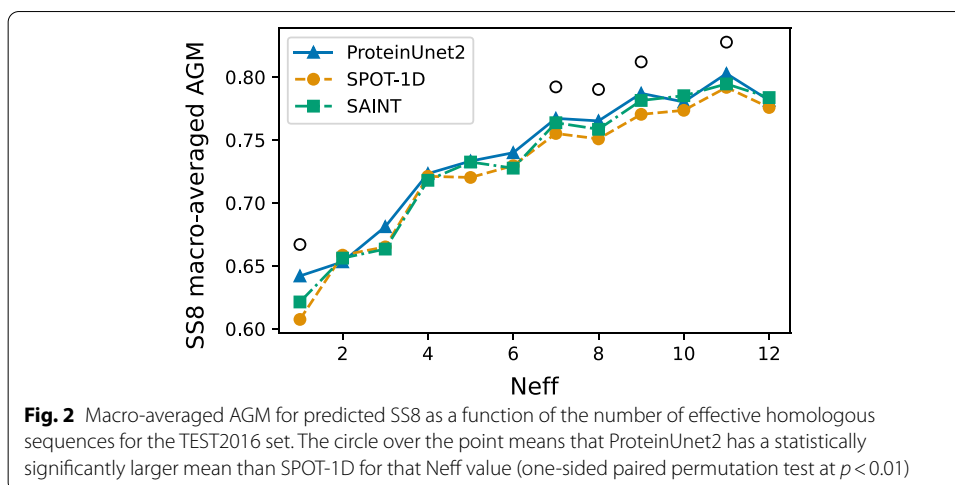 ProteinUnet2
SPOT-1D
SAINT
SS8 macro-averaged AGM
0.80
0.75
0.70
0.65
0.60
2 4 6 8 10 12
Neff
Fig. 2 Macro-averaged AGM for predicted SS8 as a function of the number of effective homologous
sequences for the TEST2016 set. The circle over the point means that ProteinUnet2 has a statistically
significantly larger mean than SPOT-1D for that Neff value (one-sided paired permutation test at p < 0.01)